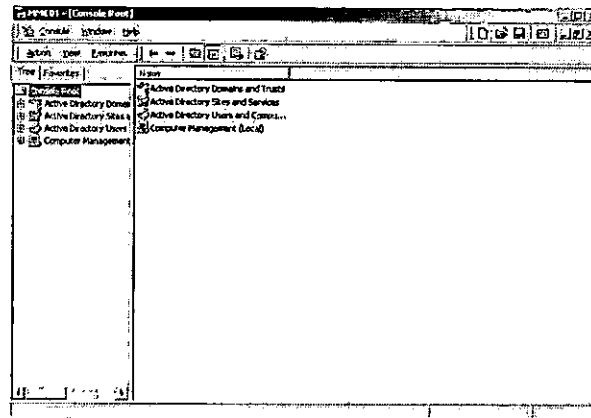 MMC01 - [Console Root]
Console Window Help
Action View Favorites
Tree Favorites
Name
Console Root
Active Directory Domai
Active Directory Sites a
Active Directory Users
Computer Management
Active Directory Domains and Trusts
Active Directory Sites and Services
Active Directory Users and Compu...
Computer Management (Local)